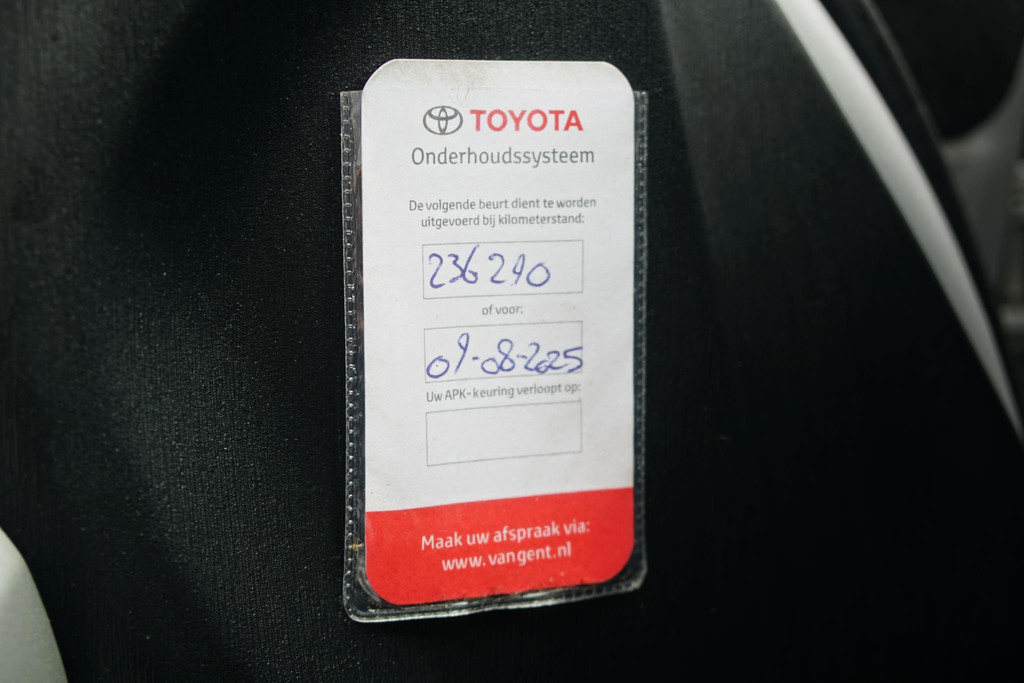 TOYOTA
Onderhoudssysteem
De volgende beurt dient te worden
uitgevoerd bij kilometerstand:
236210
of voor:
09-08-2025
Uw APK-keuring verloopt op:
Maak uw afspraak via:
www.vangent.nl